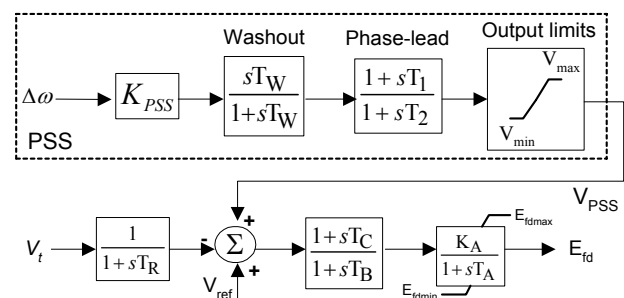 Washout
Phase-lead
Output limits
Δω
K_PSS
sT_W
1+sT_W
1+sT_1
1+sT_2
V_max
V_min
PSS
V_PSS
V_t
1
1+sT_R
-
+
Σ
+
V_ref
1+sT_C
1+sT_B
E_fdmax
K_A
1+sT_A
E_fdmin
E_fd